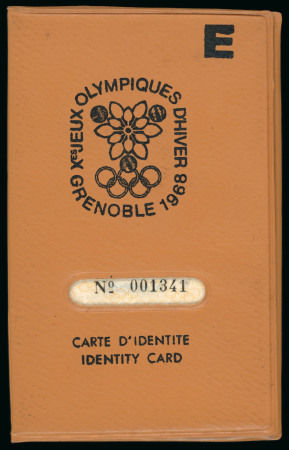 E
XES JEUX OLYMPIQUES D'HIVER
GRENOBLE 1968
Nº 001341
CARTE D'IDENTITE
IDENTITY CARD